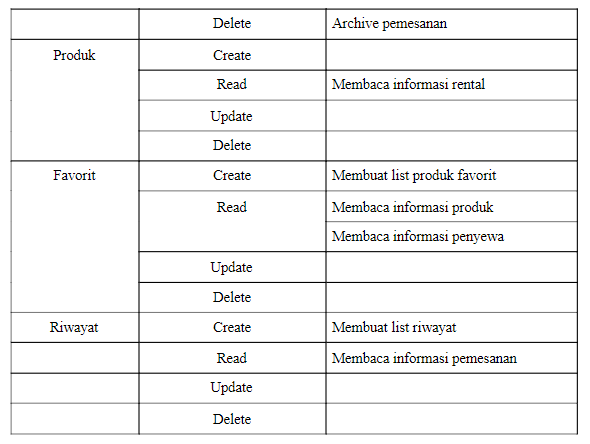 Delete Archive pemesanan
Produk Create
Read Membaca informasi rental
Update
Delete
Favorit Create Membuat list produk favorit
Read Membaca informasi produk
Membaca informasi penyewa
Update
Delete
Riwayat Create Membuat list riwayat
Read Membaca informasi pemesanan
Update
Delete